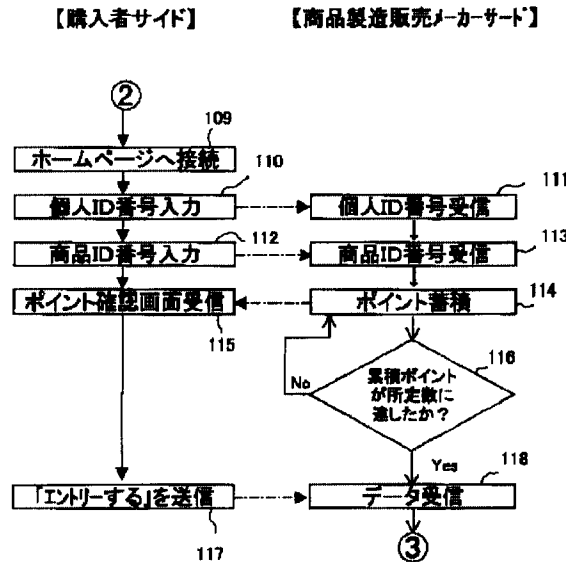 【購入者サイド】
【商品製造販売メーカーサード】
②
109
ホームページへ接続
110
個人ID番号入力
111
個人ID番号受信
112
商品ID番号入力
113
商品ID番号受信
ポイント確認画面受信
115
ポイント蓄積
114
116
累積ポイント
が所定数に
達したか？
No
Yes
「エントリーする」を送信
117
118
データ受信
③